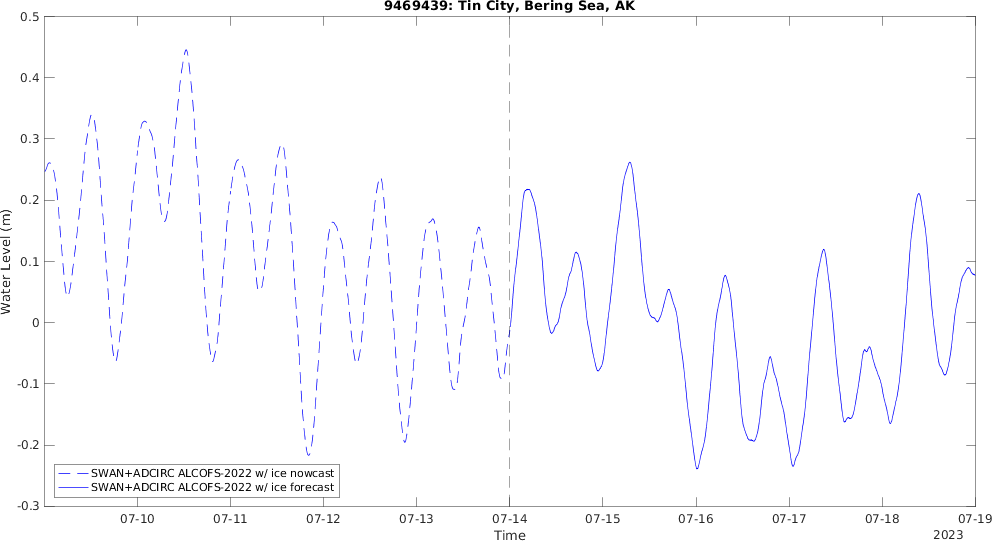 9469439: Tin City, Bering Sea, AK
0.5
0.4
0.3
0.2
0.1
0
-0.1
-0.2
-0.3
Water Level (m)
SWAN+ADCIRC ALCOFS-2022 w/ ice nowcast
SWAN+ADCIRC ALCOFS-2022 w/ ice forecast
07-10 07-11 07-12 07-13 07-14 07-15 07-16 07-17 07-18 07-19
Time
2023